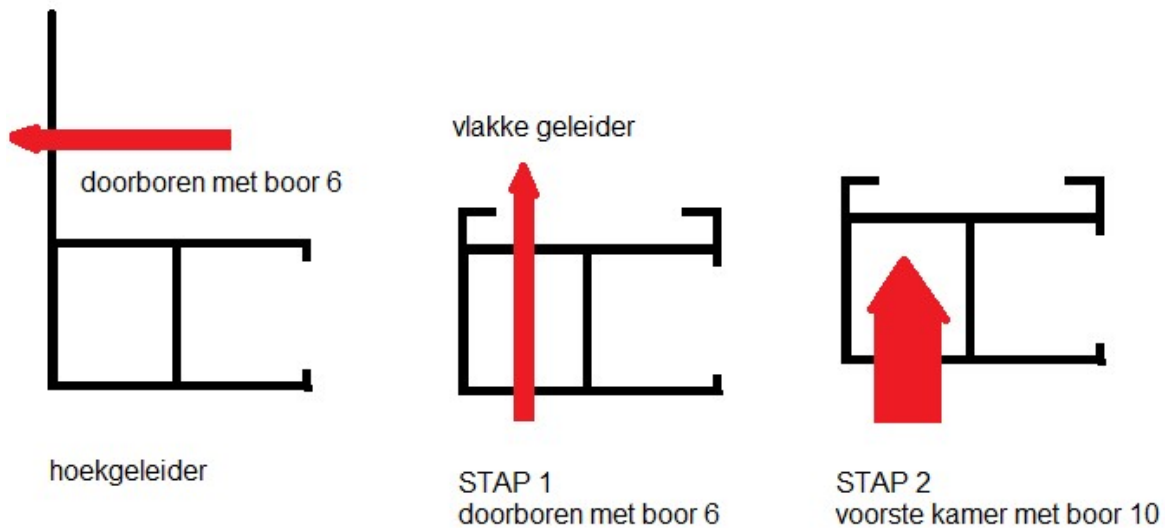 vlakke geleider
doorboren met boor 6
hoekgeleider
STAP 1
doorboren met boor 6
STAP 2
voorste kamer met boor 10